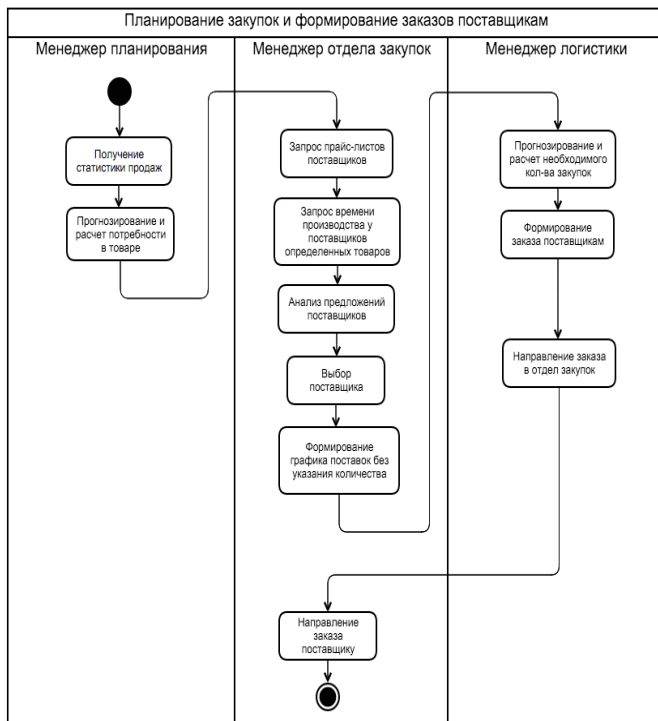 Планирование закупок и формирование заказов поставщикам
Менеджер планирования
Менеджер отдела закупок
Менеджер логистики
Получение
статистики продаж
Прогнозирование и
расчет потребности
в товаре
Запрос прайс-листов
поставщиков
Запрос времени
производства у
поставщиков
определенных товаров
Анализ предложений
поставщиков
Выбор
поставщика
Формирование
графика поставок без
указания количества
Прогнозирование и
расчет необходимого
кол-ва закупок
Формирование
заказа поставщикам
Направление заказа
в отдел закупок
Направление
заказа
поставщику